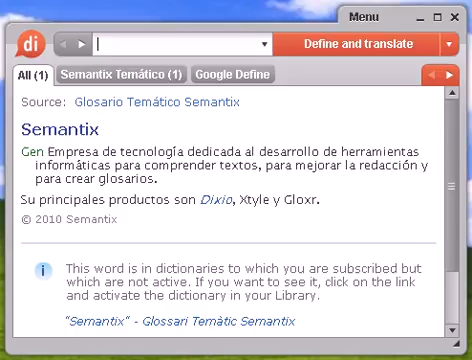 Menu
di
Define and translate
All (1)
Semantix Temático (1)
Google Define
Source: Glosario Temático Semantix
Semantix
Gen Empresa de tecnología dedicada al desarrollo de herramientas
informáticas para comprender textos, para mejorar la redacción y
para crear glosarios.
Su principales productos son Dixio, Xtyle y Gloxr.
© 2010 Semantix
i
This word is in dictionaries to which you are subscribed but
which are not active. If you want to see it, click on the link
and activate the dictionary in your Library.
"Semantix" - Glossari Temàtic Semantix